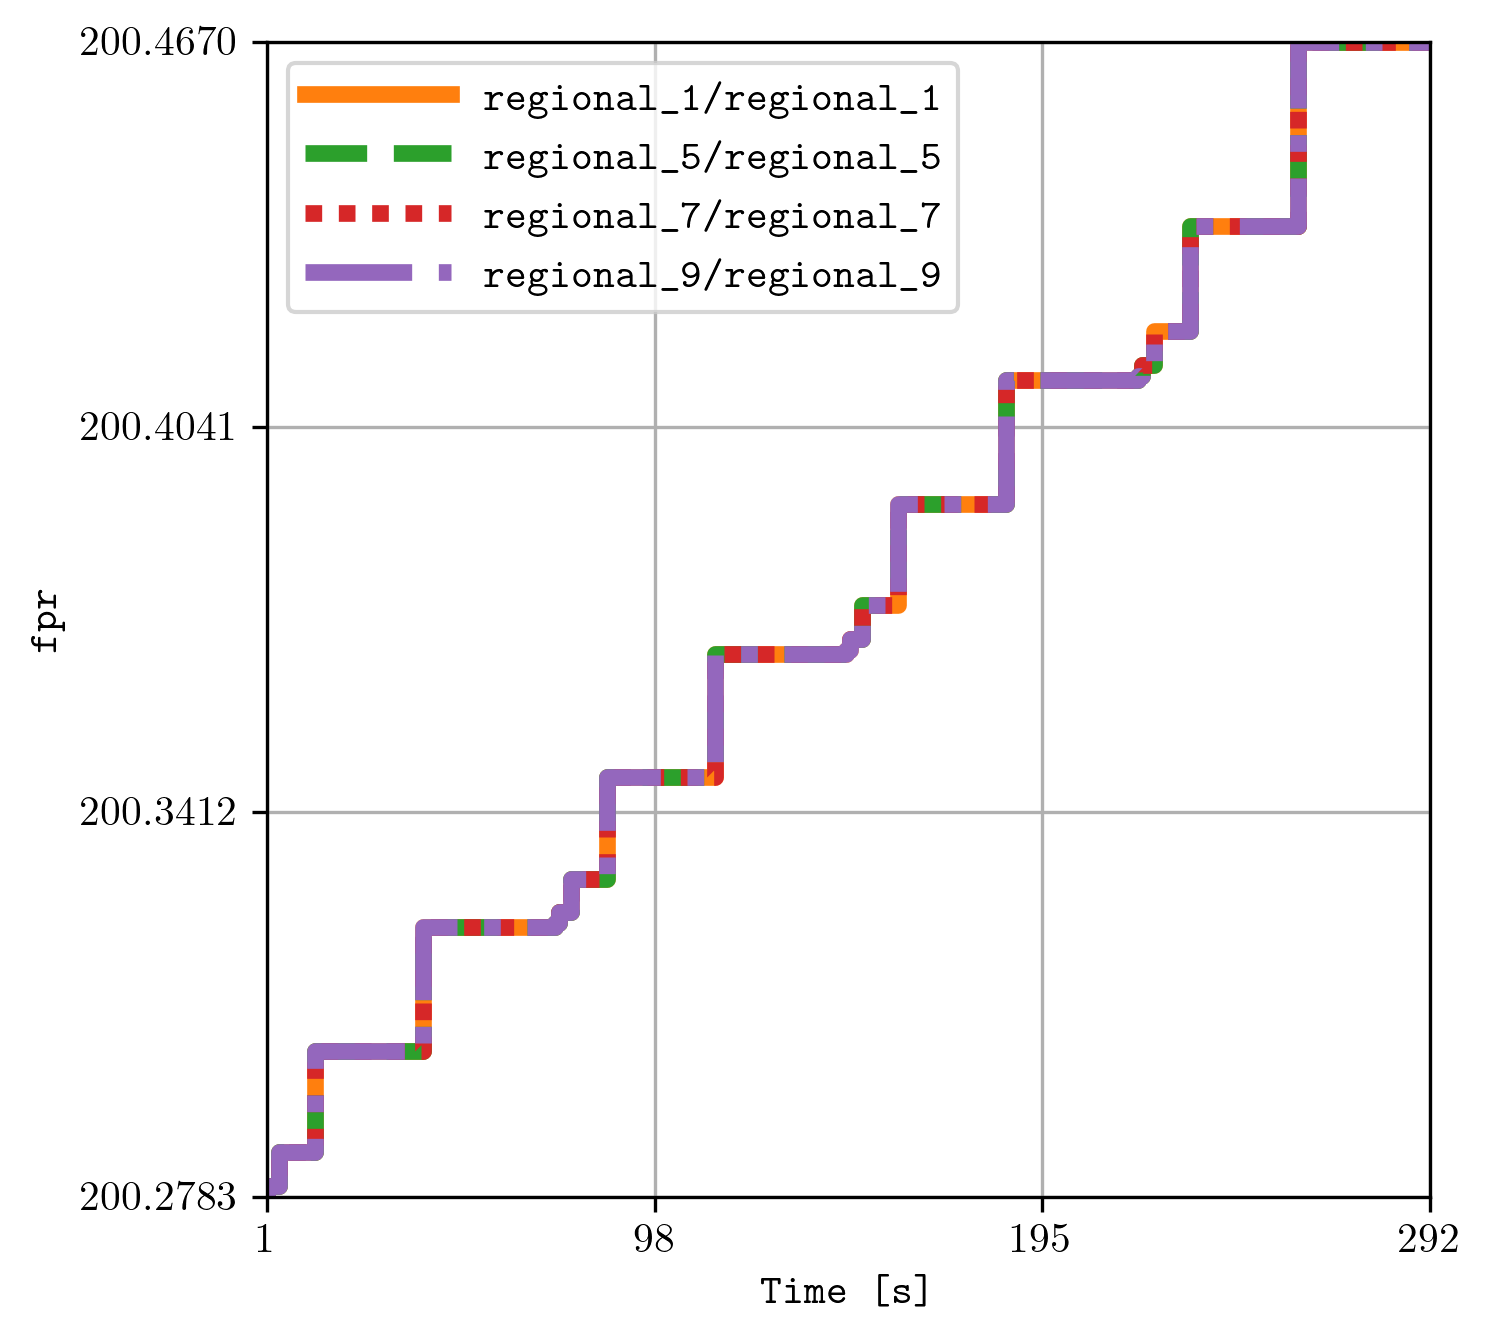 200.4670
regional_1/regional_1
regional_5/regional_5
regional_7/regional_7
regional_9/regional_9
200.4041
fpr
200.3412
200.2783
1 98 195 292
Time [s]